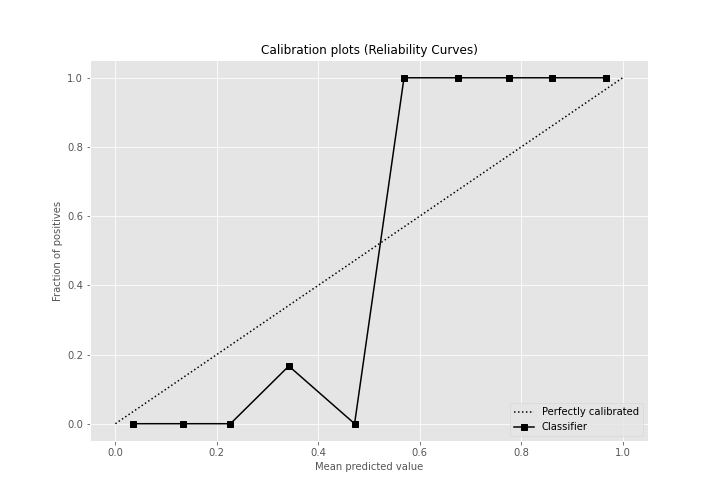 Calibration plots (Reliability Curves)
1.0
0.8
0.6
0.4
0.2
0.0
Fraction of positives
0.0 0.2 0.4 0.6 0.8 1.0
Mean predicted value
Perfectly calibrated
Classifier